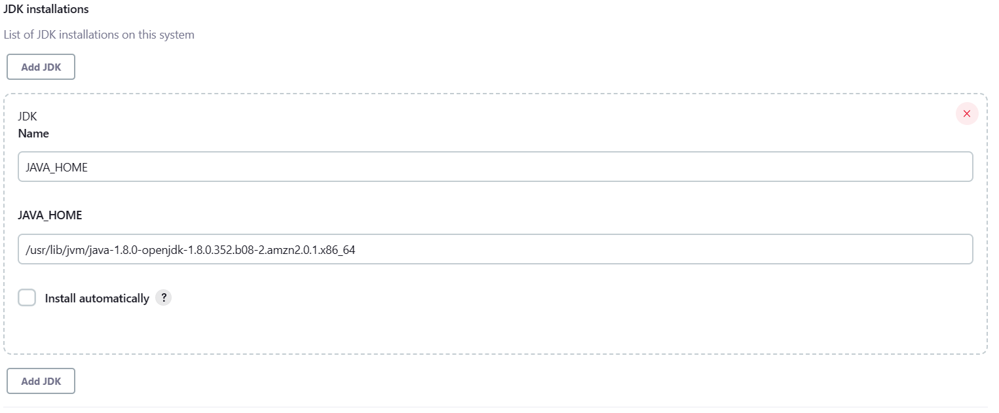 JDK installations
List of JDK installations on this system
Add JDK
JDK
Name
JAVA_HOME
JAVA_HOME
/usr/lib/jvm/java-1.8.0-openjdk-1.8.0.352.b08-2.amzn2.0.1.x86_64
Install automatically ?
Add JDK